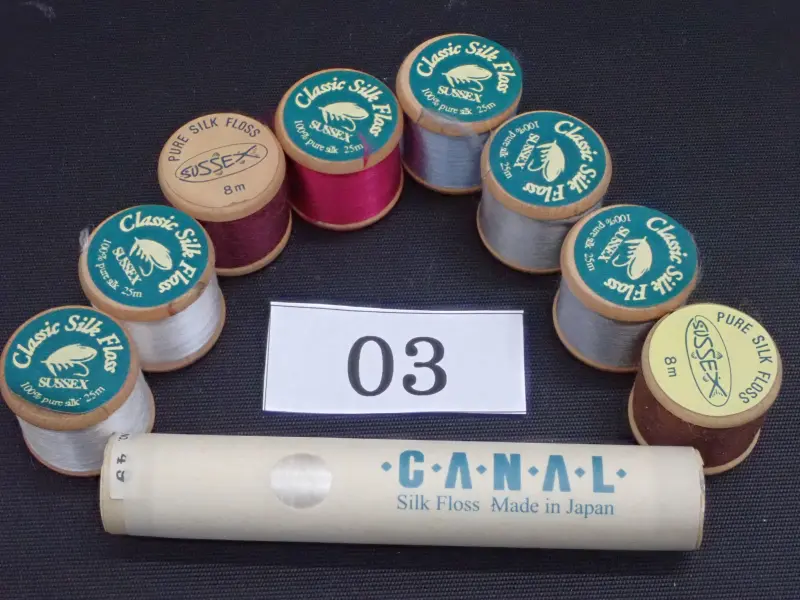 Classic Silk Floss
SUSSEX
100% pure silk 25m
Classic Silk Floss
SUSSEX
100% pure silk 25m
PURE SILK FLOSS
SUSSEX
8m
Classic Silk Floss
SUSSEX
100% pure silk 25m
Classic Silk Floss
SUSSEX
100% pure silk 25m
Classic Silk Floss
SUSSEX
100% pure silk 25m
Classic Silk Floss
SUSSEX
100% pure silk 25m
PURE SILK FLOSS
SUSSEX
8m
03
·C·A·N·A·L·
Silk Floss Made in Japan